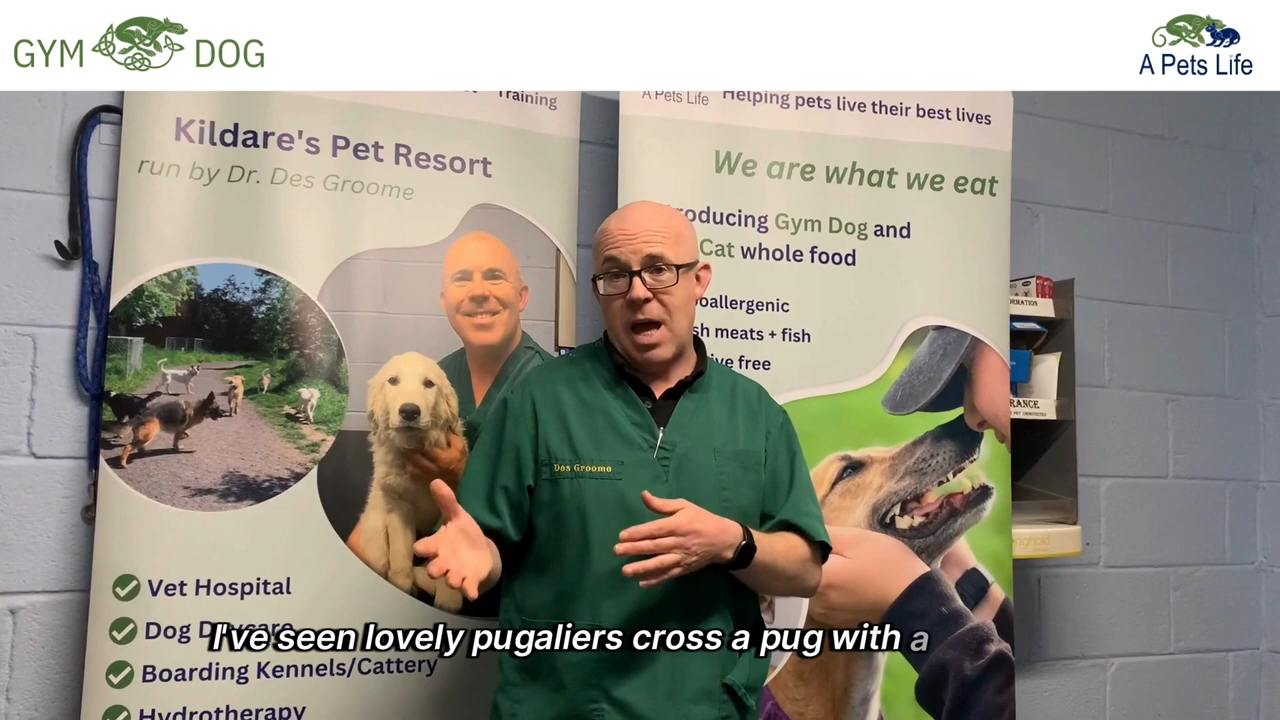 GYM DOG
A Pets Life
Training
Kildare's Pet Resort
run by Dr. Des Groome
A Pets Life
Helping pets live their best lives
We are what we eat
Gym Dog and
Cat whole food
meats + fish
free
Des Groome
Vet Hospital
Dog
Boarding Kennels/Cattery
Hydrotherapy
I've seen lovely pugaliers cross a pug with a